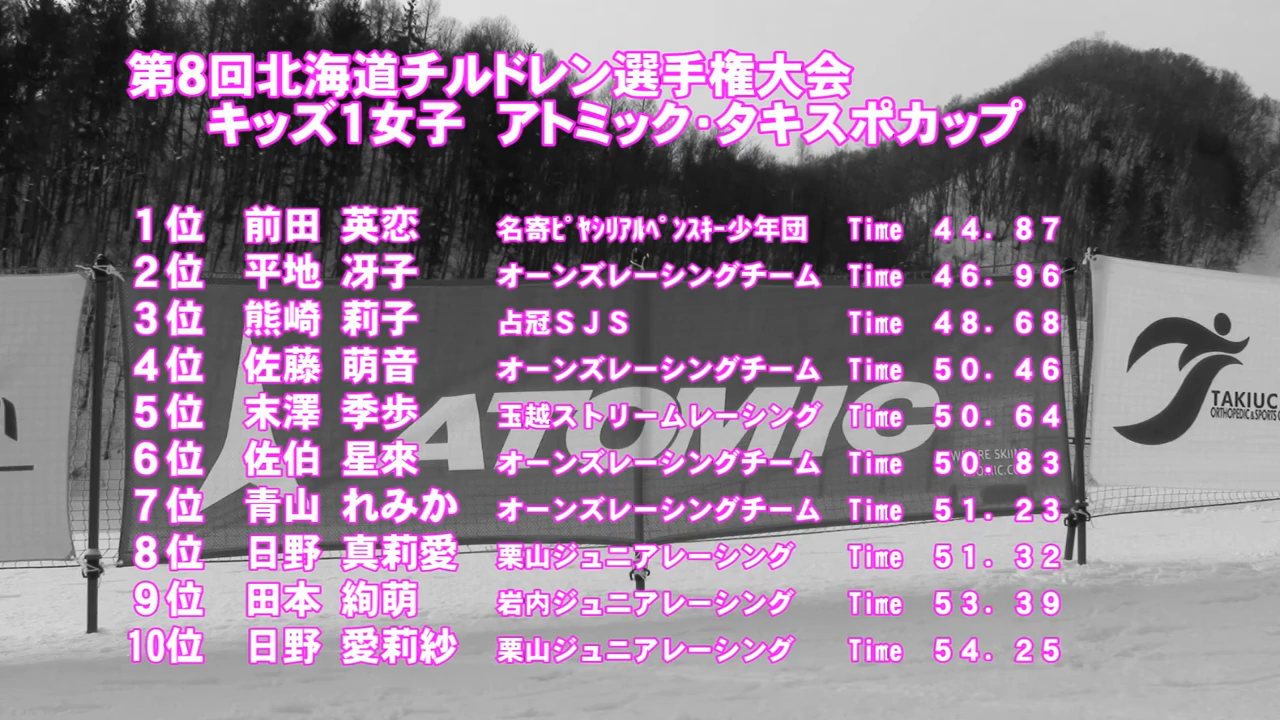 第8回北海道チルドレン選手権大会
キッズ1女子 アトミック・タキスポカップ
1位 前田 英恋 名寄ﾋﾟﾔｼﾘｱﾙﾍﾟﾝｽｷｰ少年団 Time 44.87
2位 平地 冴子 オーンズレーシングチーム Time 46.96
3位 熊崎 莉子 占冠SJS Time 48.68
4位 佐藤 萌音 オーンズレーシングチーム Time 50.46
5位 末澤 季歩 玉越ストリームレーシング Time 50.64
6位 佐伯 星來 オーンズレーシングチーム Time 50.83
7位 青山 れみか オーンズレーシングチーム Time 51.23
8位 日野 真莉愛 栗山ジュニアレーシング Time 51.32
9位 田本 絢萌 岩内ジュニアレーシング Time 53.39
10位 日野 愛莉紗 栗山ジュニアレーシング Time 54.25
ATOMIC
TAKIUC
ORTHOPEDIC&SPORTS